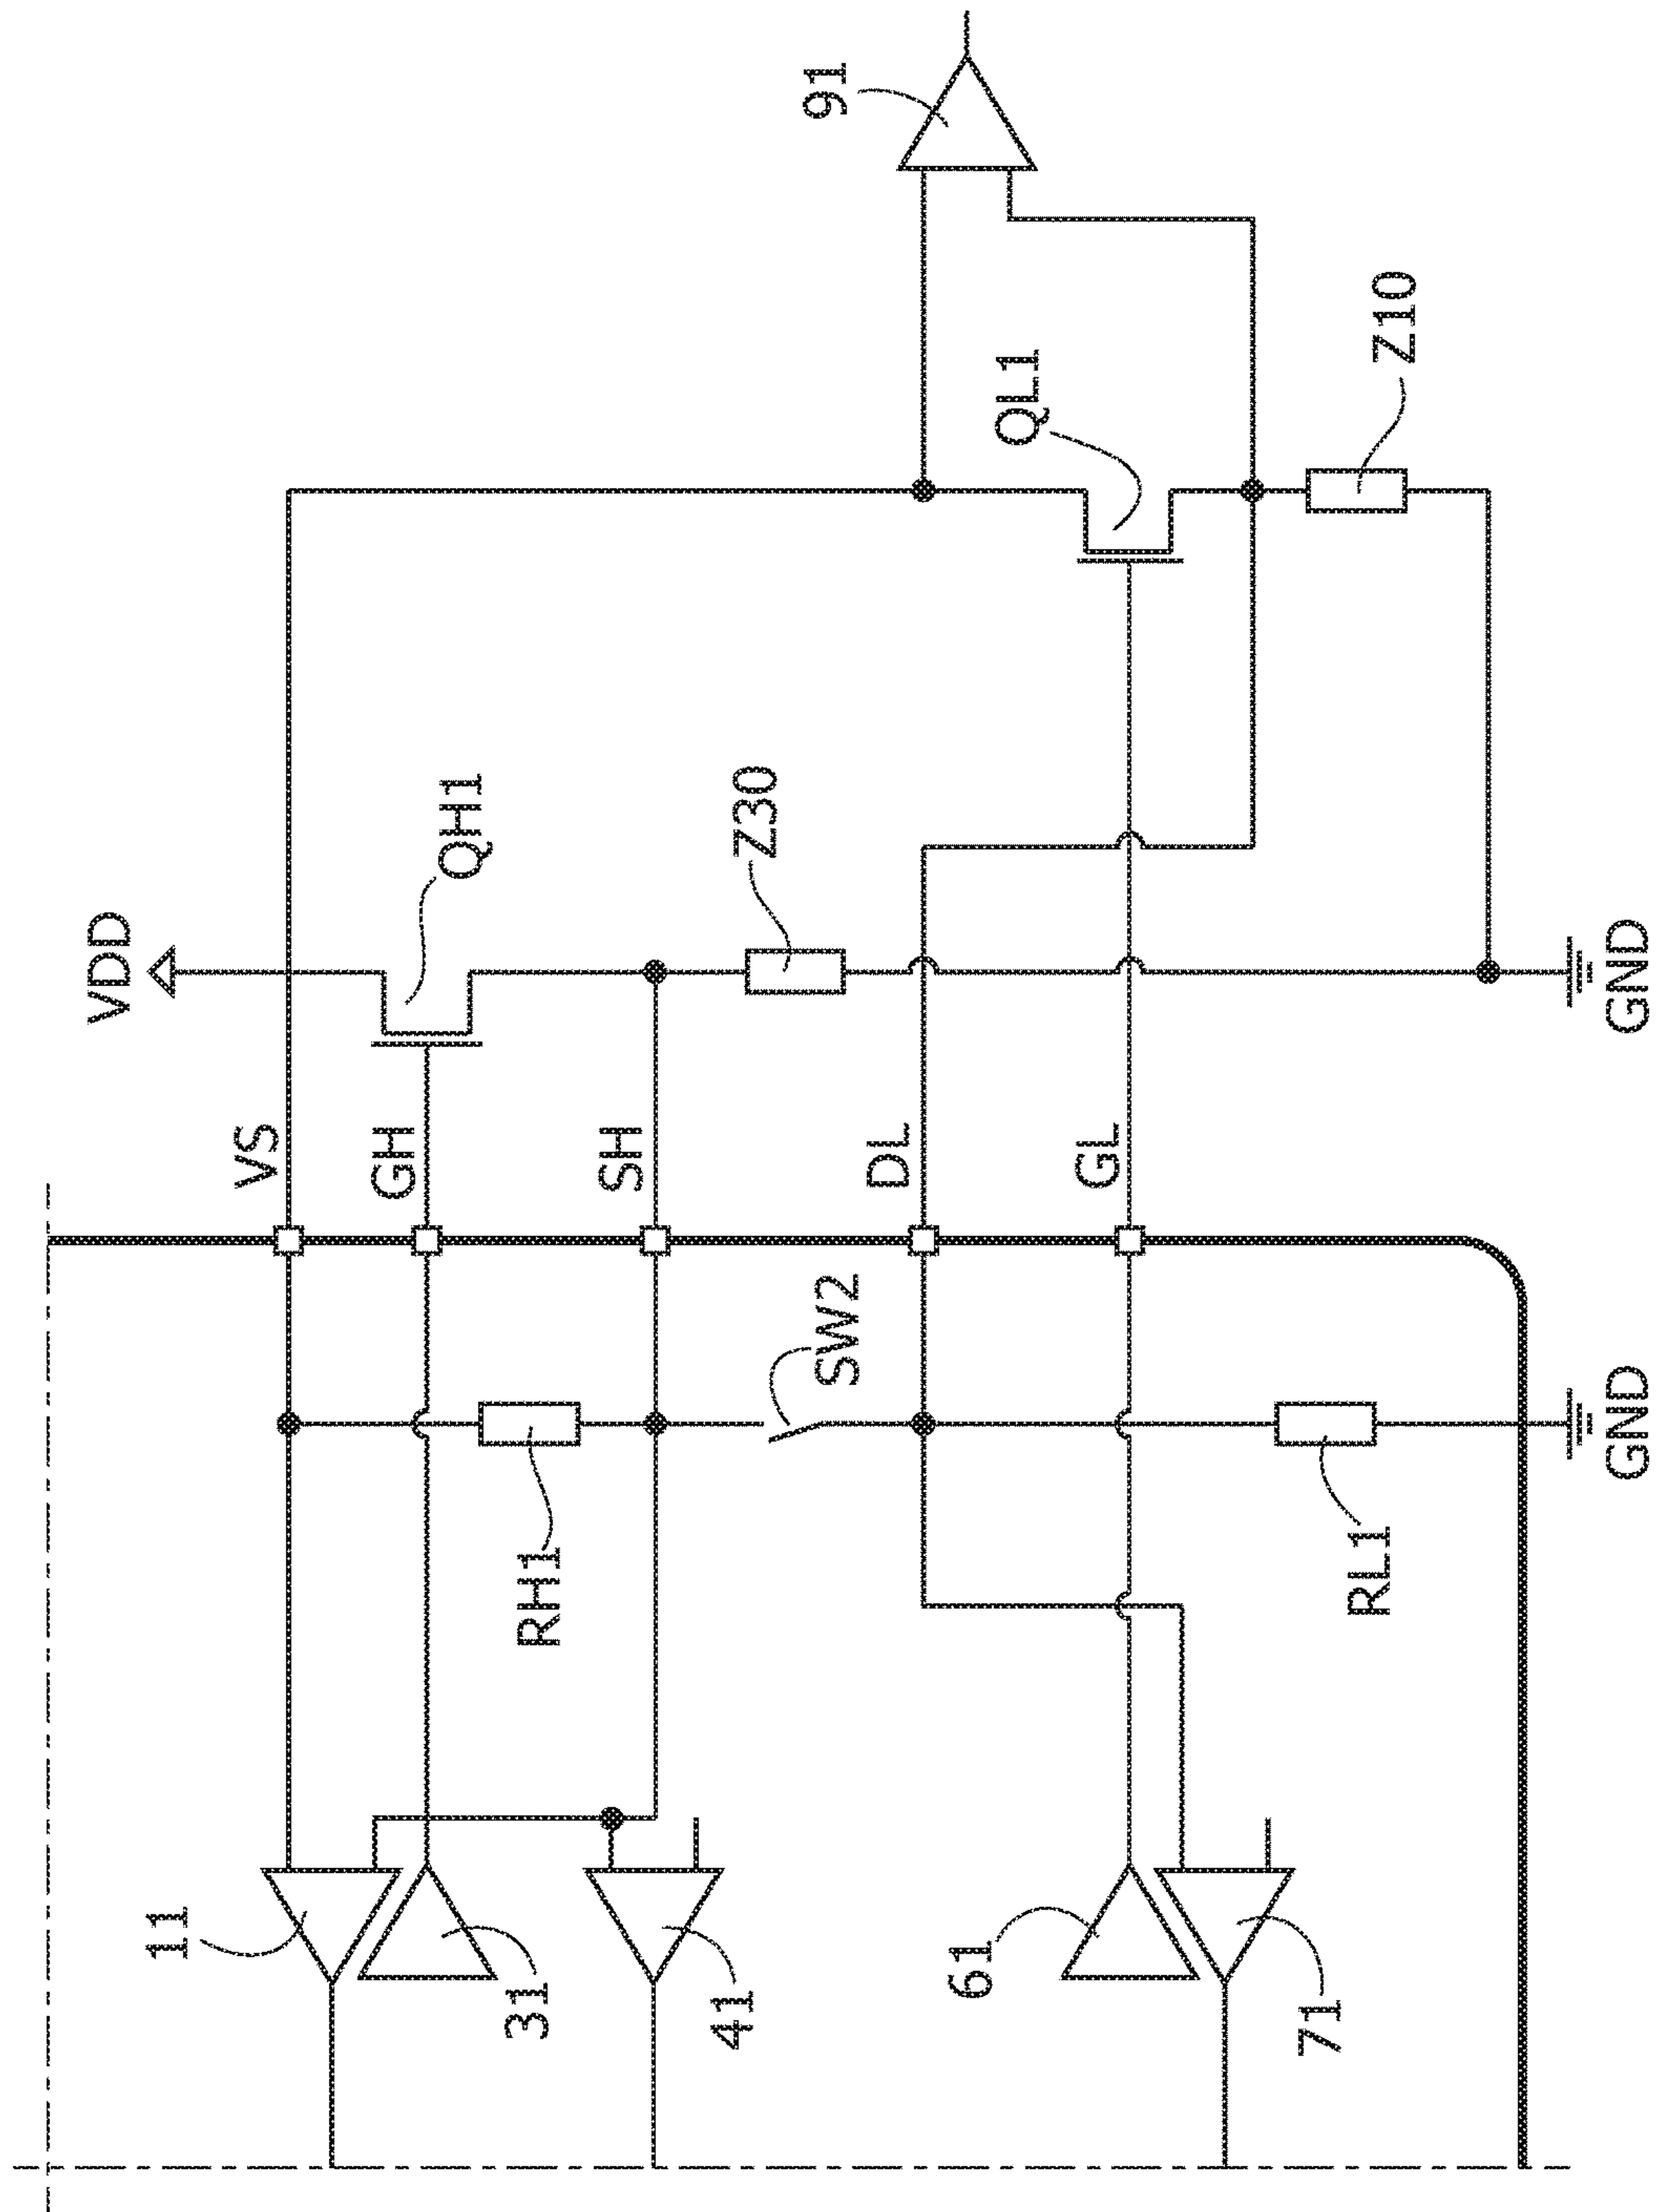 91
QL1
Z10
VDD
QH1
Z30
VS
GH
SH
DL
GL
GND
SW2
GND
RH1
RL1
11
31
41
61
71